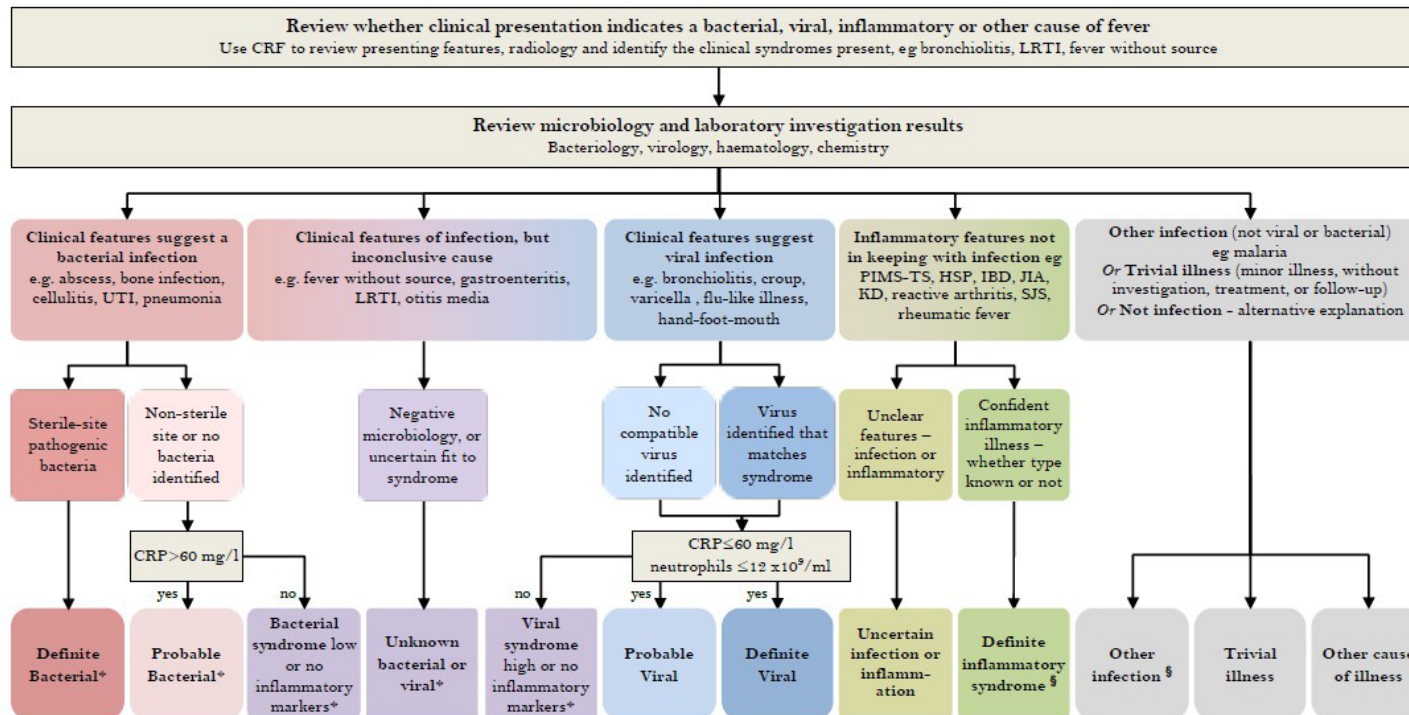 Review whether clinical presentation indicates a bacterial, viral, inflammatory or other cause of fever
Use CRF to review presenting features, radiology and identify the clinical syndromes present, eg bronchiolitis, LRTI, fever without source
Review microbiology and laboratory investigation results
Bacteriology, virology, haematology, chemistry
Clinical features suggest a
bacterial infection
e.g. abscess, bone infection,
cellulitis, UTI, pneumonia
Clinical features of infection, but
inconclusive cause
e.g. fever without source, gastroenteritis,
LRTI, otitis media
Clinical features suggest
viral infection
e.g. bronchiolitis, croup,
varicella , flu-like illness,
hand-foot-mouth
Inflammatory features not
in keeping with infection eg
PIMS-TS, HSP, IBD, JIA,
KD, reactive arthritis, SJS,
rheumatic fever
Other infection (not viral or bacterial)
eg malaria
Or Trivial illness (minor illness, without
investigation, treatment, or follow-up)
Or Not infection – alternative explanation
Sterile-site
pathogenic
bacteria
Non-sterile
site or no
bacteria
identified
Negative
microbiology, or
uncertain fit to
syndrome
No
compatible
virus
identified
Virus
identified that
matches
syndrome
Unclear
features –
infection or
inflammatory
Confident
inflammatory
illness –
whether type
known or not
CRP>60 mg/l
CRP≤60 mg/l
neutrophils ≤12 x10⁹/ml
yes
no
no
yes
yes
Definite
Bacterial*
Probable
Bacterial*
Bacterial
syndrome low
or no
inflammatory
markers*
Unknown
bacterial or
viral*
Viral
syndrome
high or no
inflammatory
markers*
Probable
Viral
Definite
Viral
Uncertain
infection or
inflamm-
ation
Definite
inflammatory
syndrome §
Other
infection §
Trivial
illness
Other cause
of illness